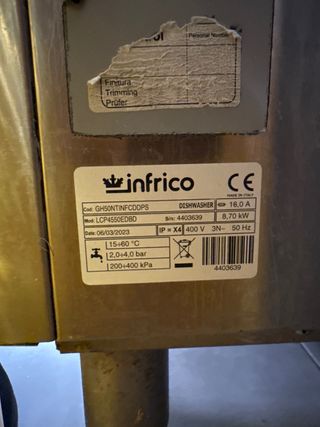 Personal Number
Finitura
Trimming
Prüfer
infrico
CE
MADE IN ITALY
Cod: GH50NTINFCDDPS
DISHWASHER
16,0 A
Mod: LCP4550EDBD
S/n: 4403639
8,70 kW
Date: 06/03/2023
IP = X4
400 V 3N~ 50 Hz
15÷60 °C
2,0÷4,0 bar
200÷400 kPa
4403639